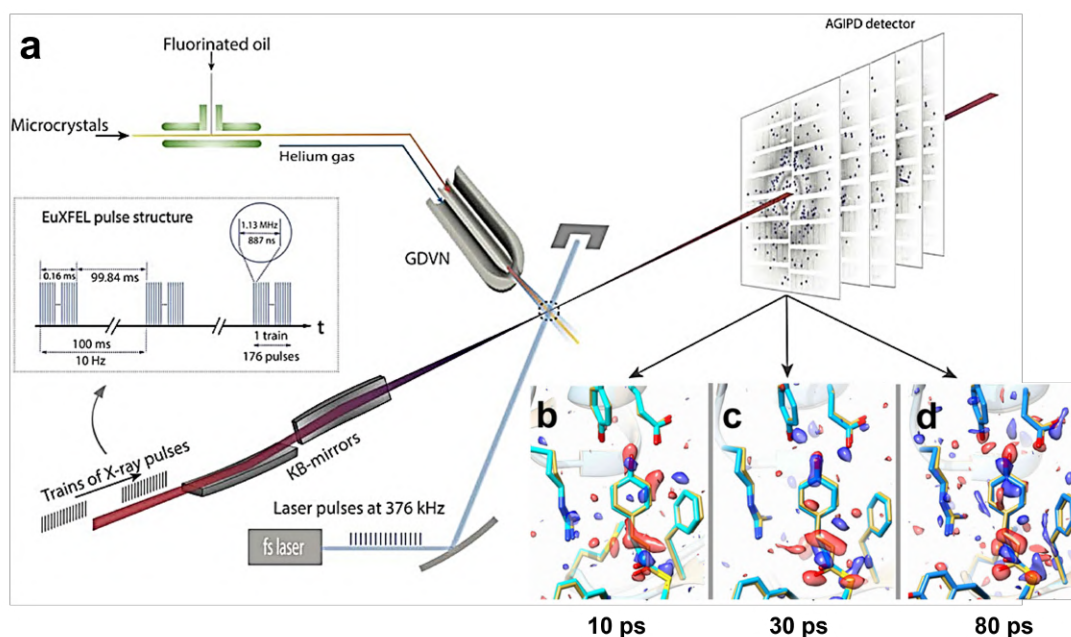 a
Fluorinated oil
Microcrystals
Helium gas
GDVN
AGIPD detector
EuXFEL pulse structure
1.13 MHz
887 ns
0.16 ms
99.84 ms
t
100 ms
10 Hz
1 train
176 pulses
Trains of X-ray pulses
KB-mirrors
Laser pulses at 376 kHz
fs laser
b
c
d
10 ps
30 ps
80 ps